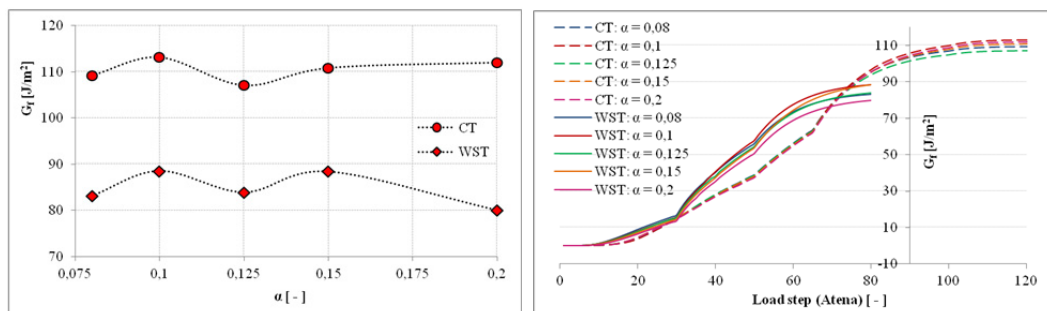 120
110
100
90
80
70
G_f [J/m²]
CT
WST
0,075
0,1
0,125
0,15
0,175
0,2
α [ - ]
CT: α = 0,08
CT: α = 0,1
CT: α = 0,125
CT: α = 0,15
CT: α = 0,2
WST: α = 0,08
WST: α = 0,1
WST: α = 0,125
WST: α = 0,15
WST: α = 0,2
110
90
70
50
30
10
-10
G_f [J/m²]
0
20
40
60
80
100
120
Load step (Atena) [ - ]